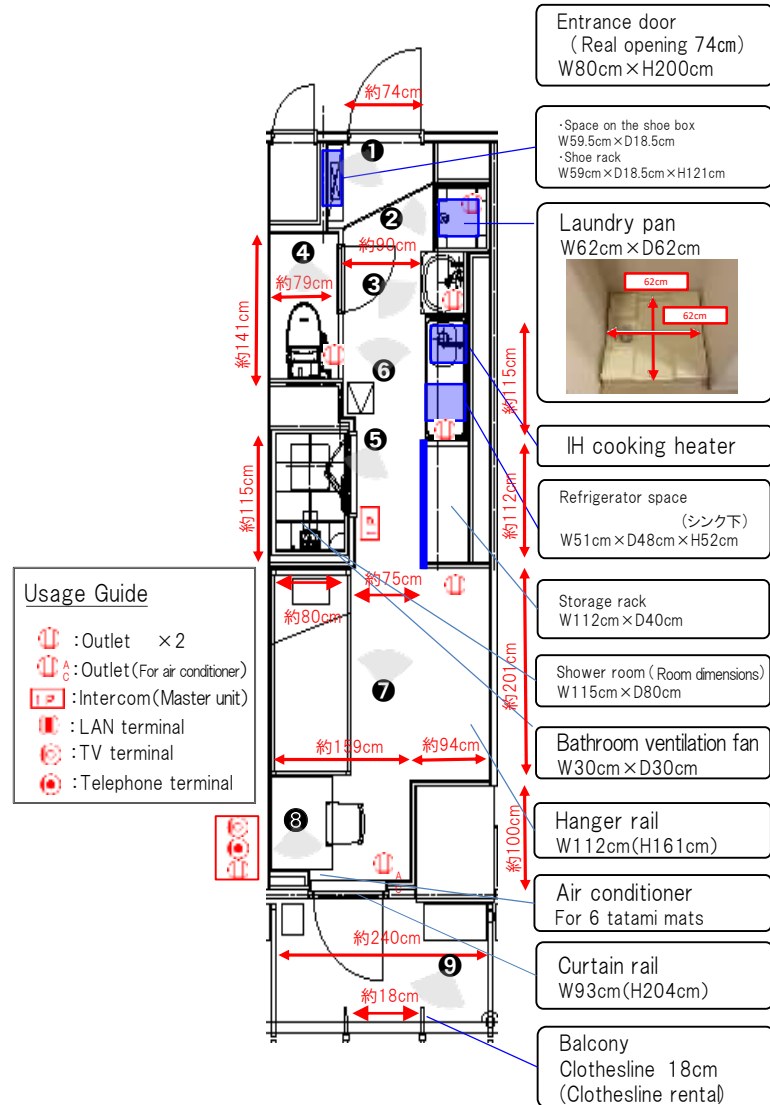 Entrance door
（Real opening 74cm）
W80cm×H200cm
約74cm
❶
・Space on the shoe box
W59.5cm×D18.5cm
・Shoe rack
W59cm×D18.5cm×H121cm
❷
Laundry pan
W62cm×D62cm
62cm
62cm
❹
約90cm
約79cm
❸
約141cm
❻
約115cm
IH cooking heater
❺
約115cm
約112cm
Refrigerator space
（シンク下）
W51cm×D48cm×H52cm
Usage Guide
:Outlet ×2
A
C
:Outlet(For air conditioner)
:Intercom(Master unit)
:LAN terminal
:TV terminal
:Telephone terminal
約75cm
約80cm
Storage rack
W112cm×D40cm
❼
約201cm
Shower room（Room dimensions）
W115cm×D80cm
約159cm
約94cm
Bathroom ventilation fan
W30cm×D30cm
❽
約100cm
Hanger rail
W112cm(H161cm)
A
C
Air conditioner
For 6 tatami mats
約240cm
❾
Curtain rail
W93cm(H204cm)
約18cm
Balcony
Clothesline 18cm
(Clothesline rental)